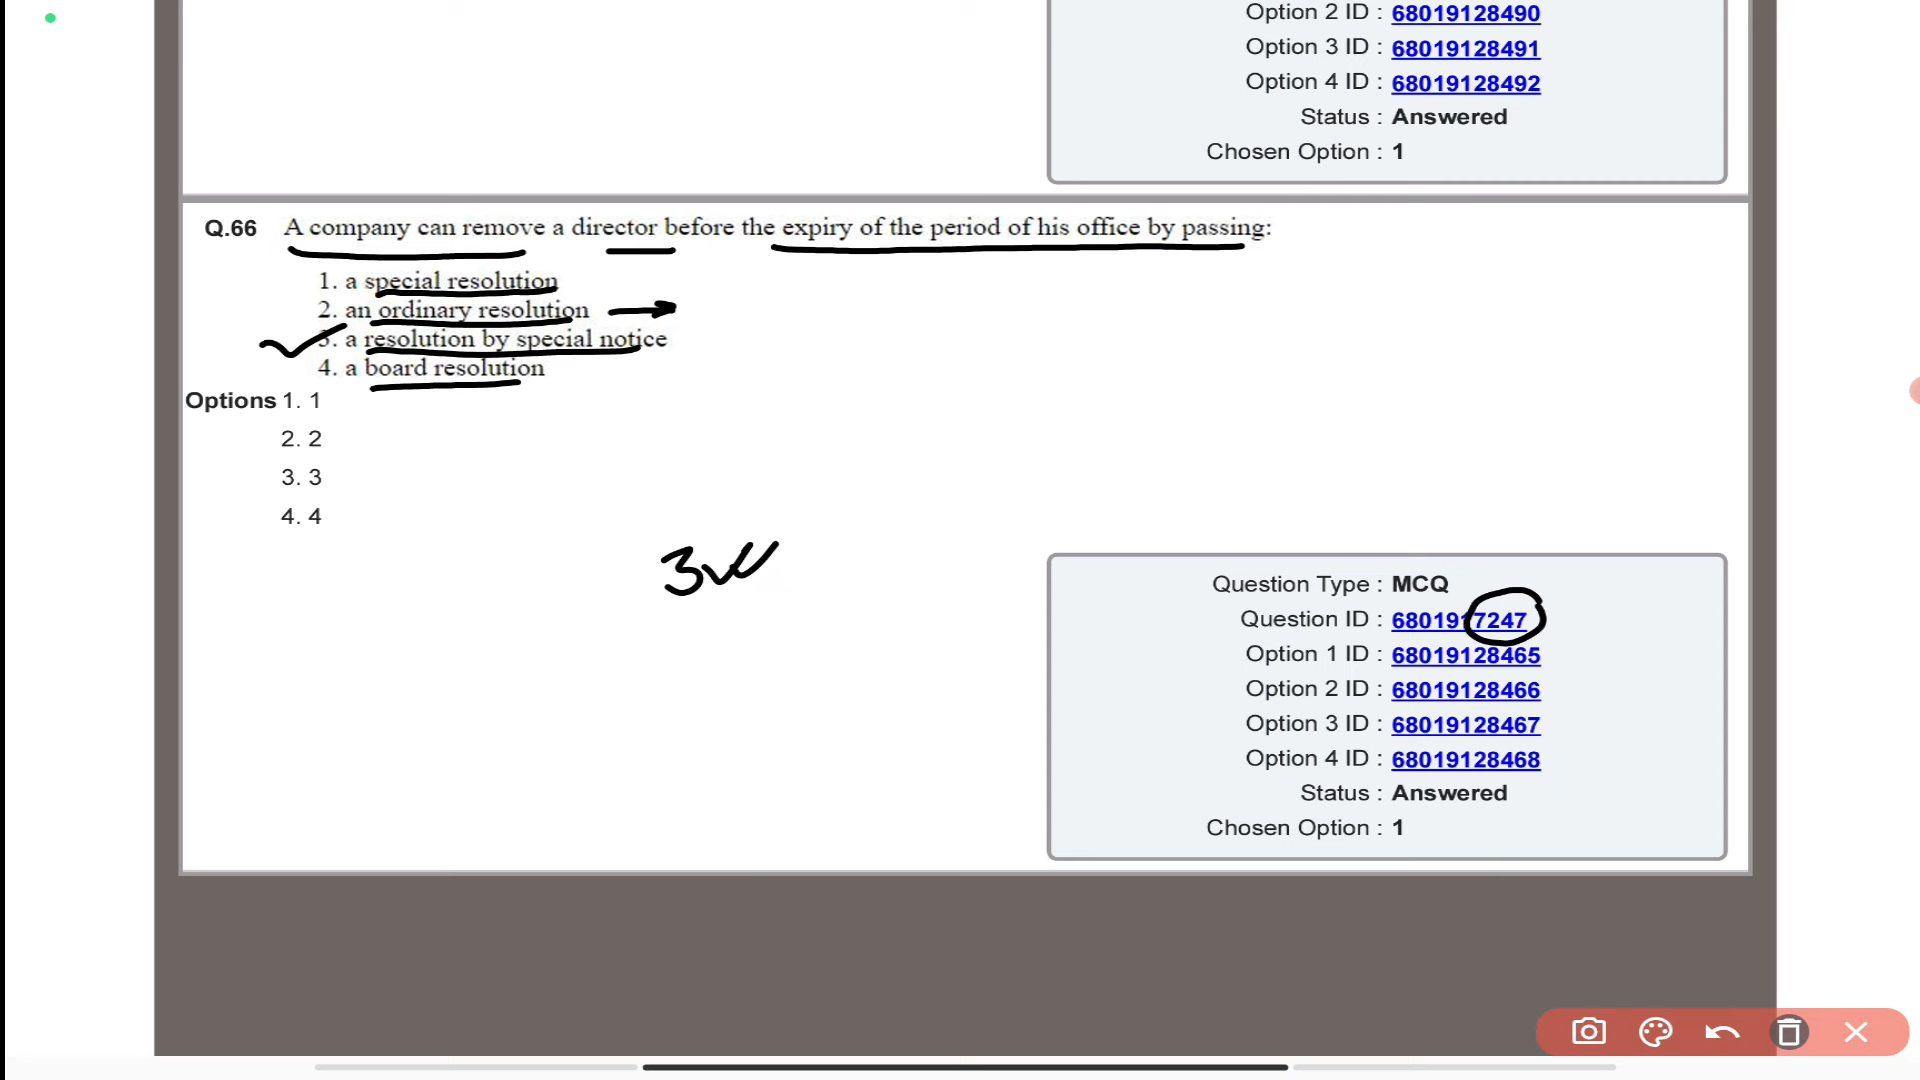 Option 2 ID : 68019128490
Option 3 ID : 68019128491
Option 4 ID : 68019128492
Status : Answered
Chosen Option : 1
Q.66 A company can remove a director before the expiry of the period of his office by passing:
1. a special resolution
2. an ordinary resolution
3. a resolution by special notice
4. a board resolution
Options 1. 1
2. 2
3. 3
4. 4
3
Question Type : MCQ
Question ID : 6801917247
Option 1 ID : 68019128465
Option 2 ID : 68019128466
Option 3 ID : 68019128467
Option 4 ID : 68019128468
Status : Answered
Chosen Option : 1